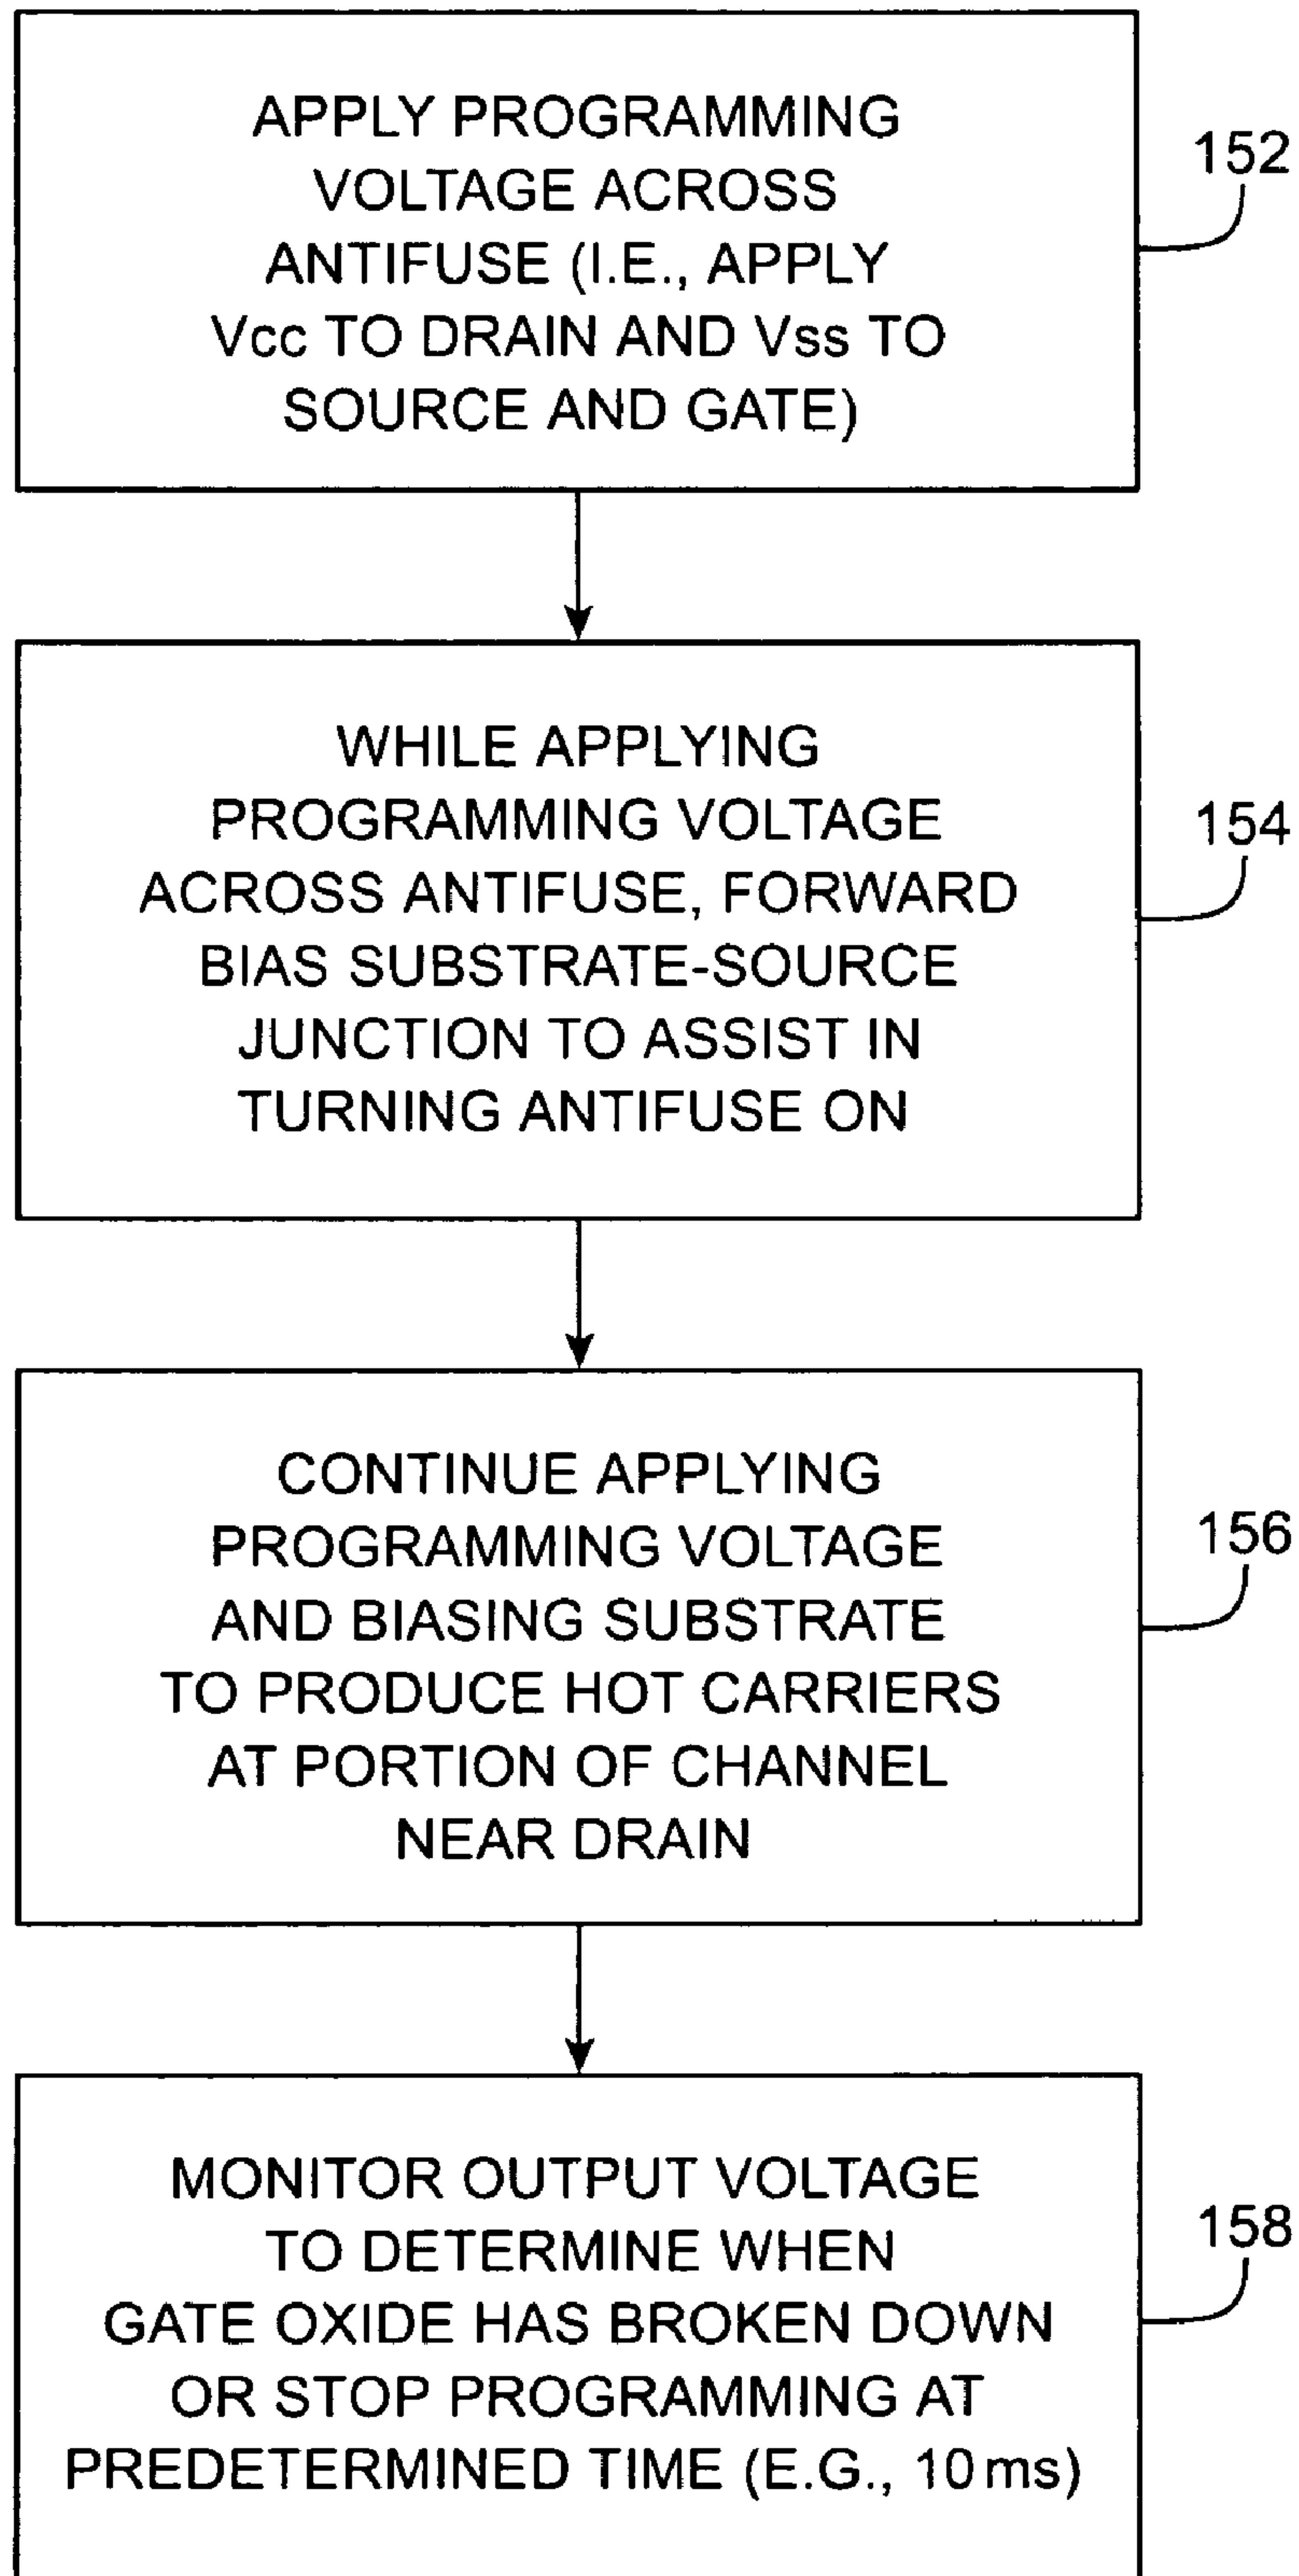 APPLY PROGRAMMING
VOLTAGE ACROSS
ANTIFUSE (I.E., APPLY
Vcc TO DRAIN AND Vss TO
SOURCE AND GATE)
152
WHILE APPLYING
PROGRAMMING VOLTAGE
ACROSS ANTIFUSE, FORWARD
BIAS SUBSTRATE-SOURCE
JUNCTION TO ASSIST IN
TURNING ANTIFUSE ON
154
CONTINUE APPLYING
PROGRAMMING VOLTAGE
AND BIASING SUBSTRATE
TO PRODUCE HOT CARRIERS
AT PORTION OF CHANNEL
NEAR DRAIN
156
MONITOR OUTPUT VOLTAGE
TO DETERMINE WHEN
GATE OXIDE HAS BROKEN DOWN
OR STOP PROGRAMMING AT
PREDETERMINED TIME (E.G., 10 ms)
158